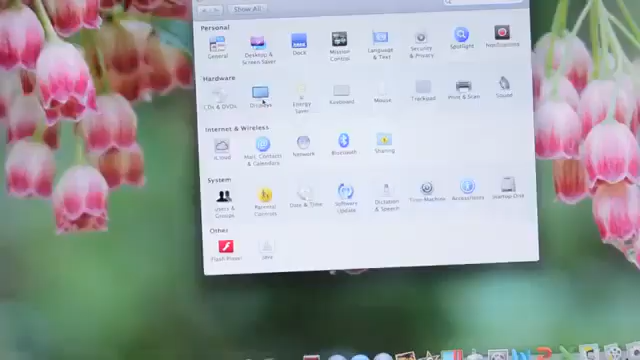 Show All
Personal
General
Desktop & Screen Saver
Dock
Mission Control
Language & Text
Security & Privacy
Spotlight
Notifications
Hardware
CDs & DVDs
Displays
Energy Saver
Keyboard
Mouse
Trackpad
Print & Scan
Sound
Internet & Wireless
iCloud
Mail, Contacts & Calendars
Network
Bluetooth
Sharing
System
Users & Groups
Parental Controls
Date & Time
Software Update
Dictation & Speech
Time Machine
Accessibility
Startup Disk
Other
Flash Player
Java